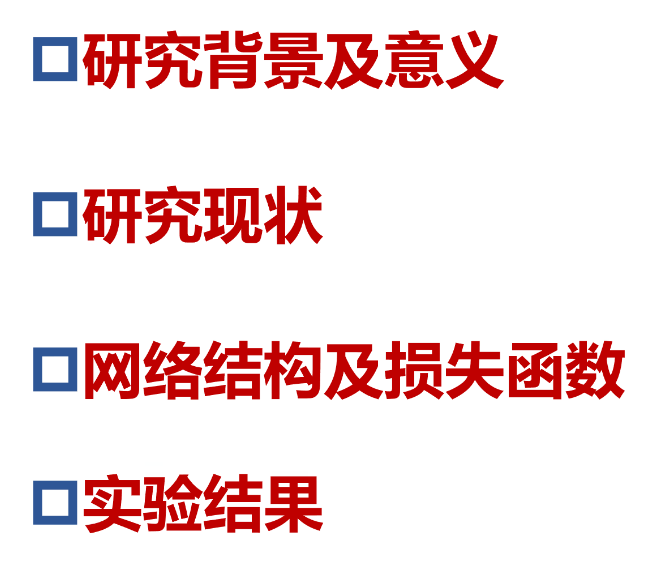 研究背景及意义
研究现状
网络结构及损失函数
实验结果